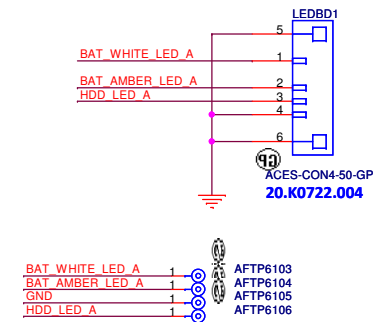 LEDBD1
5
BAT_WHITE_LED_A 1
BAT_AMBER_LED_A 2
HDD_LED_A 3
4
6
GP
ACES-CON4-50-GP
20.K0722.004
BAT_WHITE_LED_A 1 AFTP6103
BAT_AMBER_LED_A 1 AFTP6104
GND 1 AFTP6105
HDD_LED_A 1 AFTP6106